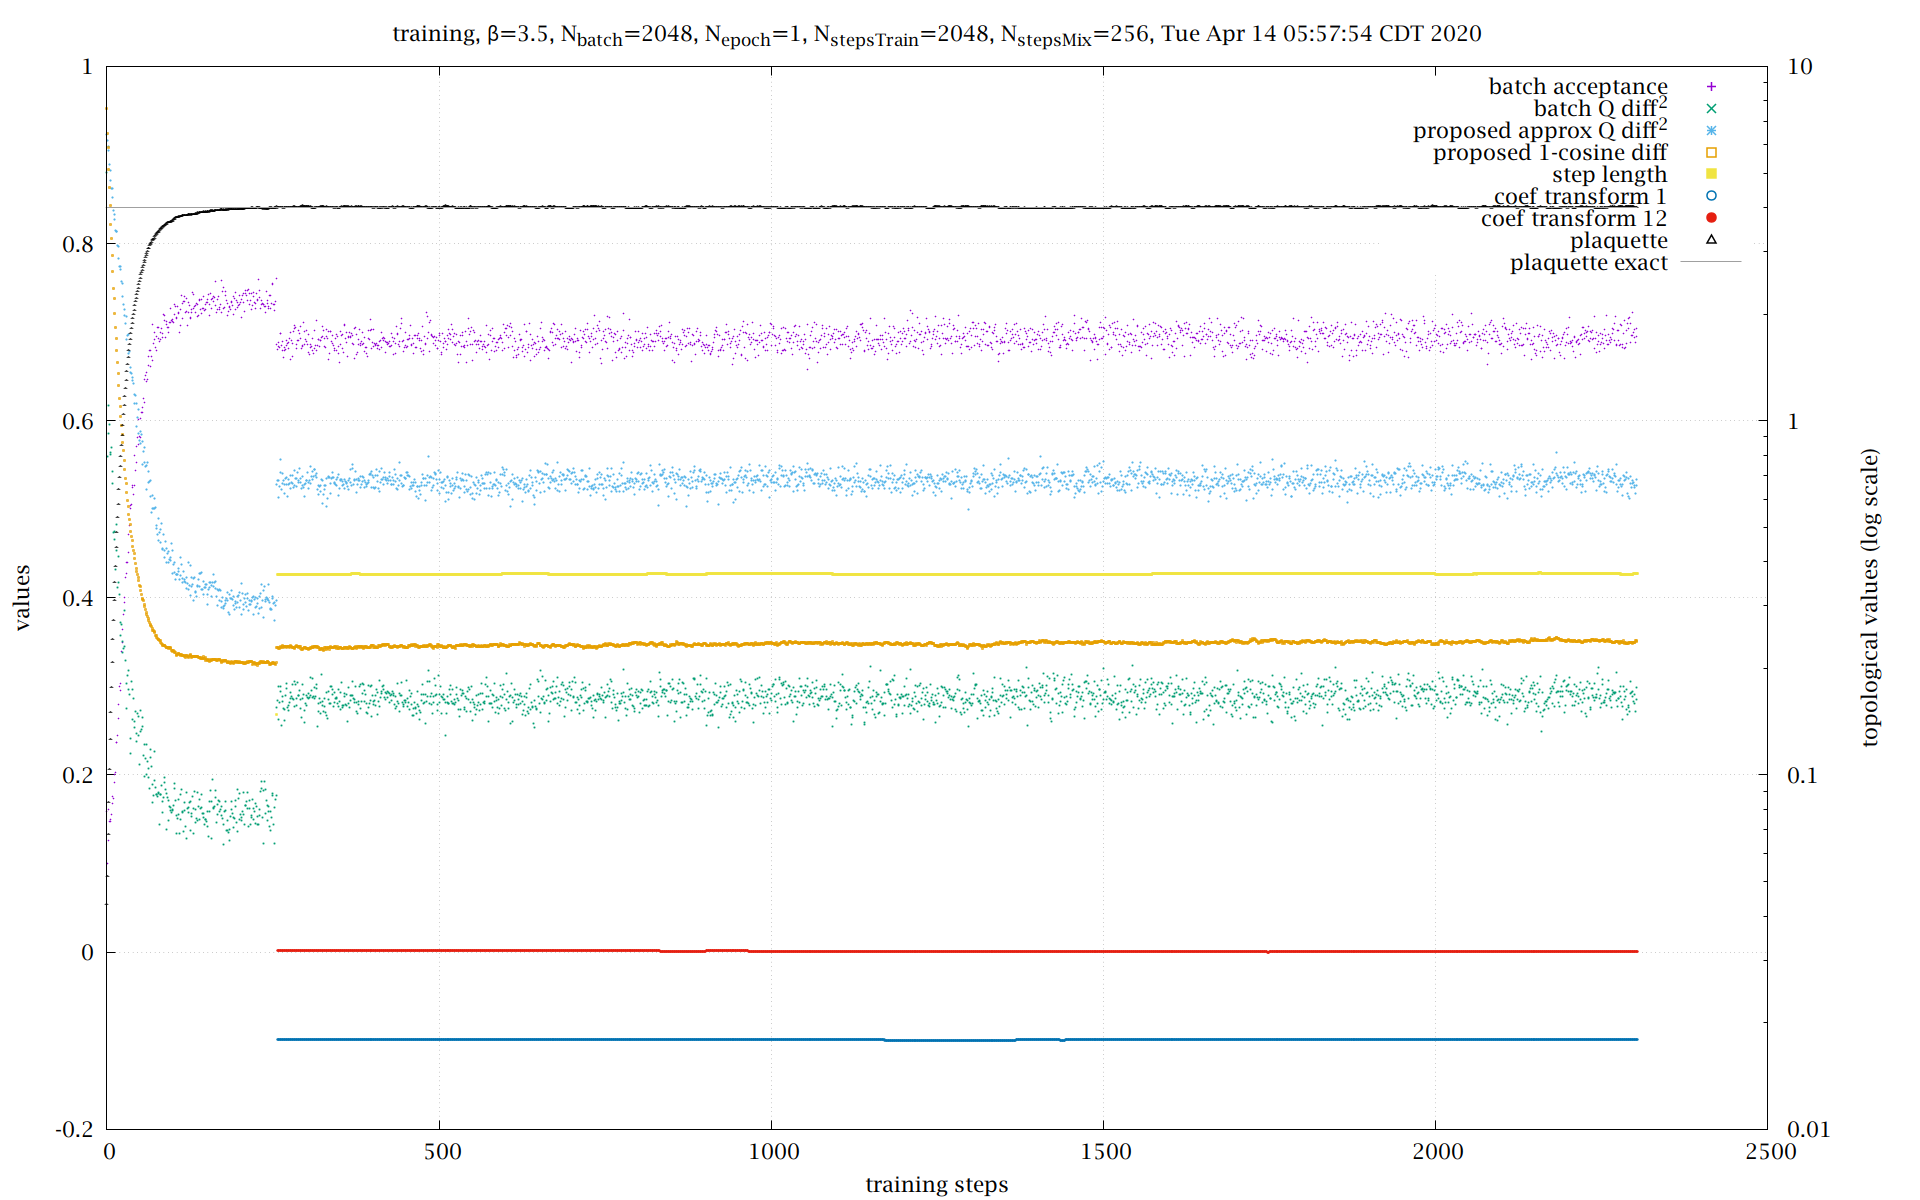 training, β=3.5, Nbatch=2048, Nepoch=1, NstepsTrain=2048, NstepsMix=256, Tue Apr 14 05:57:54 CDT 2020
batch acceptance
batch Q diff2
proposed approx Q diff2
proposed 1-cosine diff
step length
coef transform 1
coef transform 12
plaquette
plaquette exact
1
0.8
0.6
0.4
0.2
0
-0.2
values
10
1
0.1
0.01
topological values (log scale)
0 500 1000 1500 2000 2500
training steps